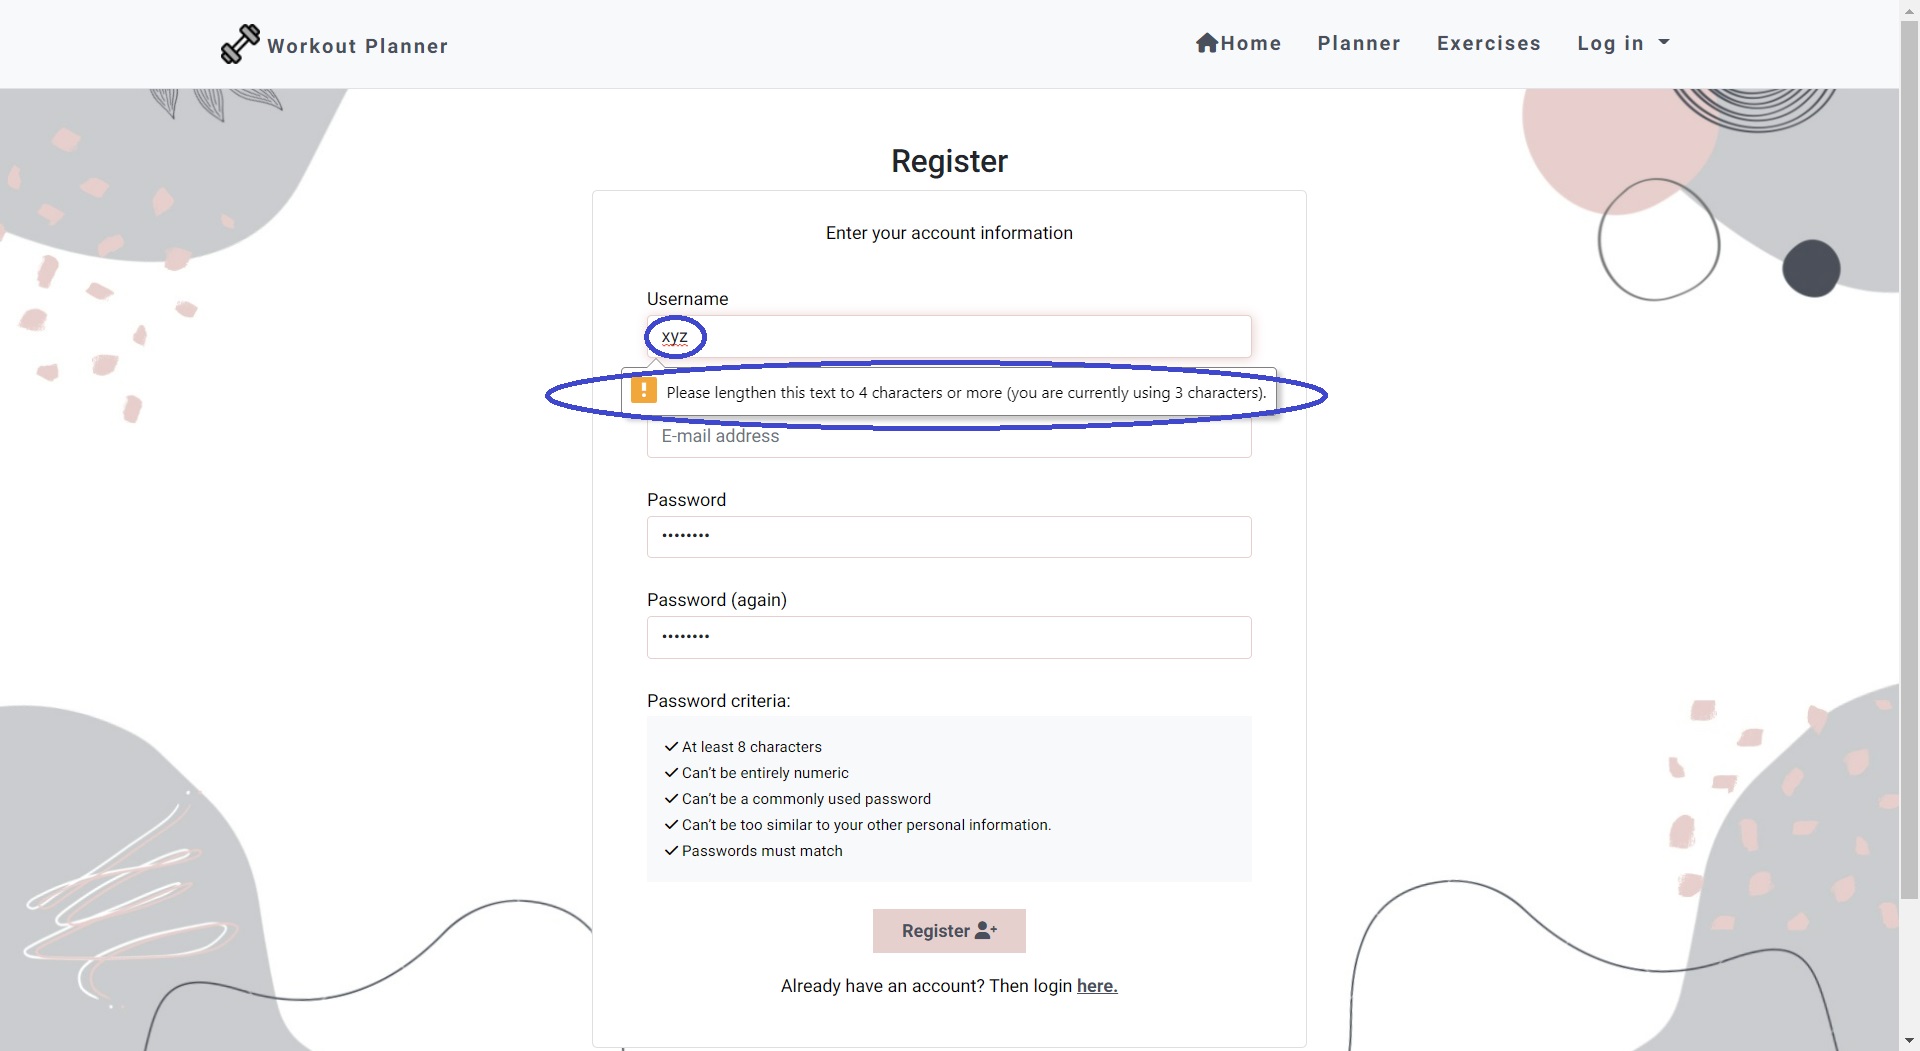 Workout Planner
Home Planner Exercises Log in
Register
Enter your account information
Username
xyz
Please lengthen this text to 4 characters or more (you are currently using 3 characters).
E-mail address
Password
••••••••
Password (again)
••••••••
Password criteria:
At least 8 characters
Can't be entirely numeric
Can't be a commonly used password
Can't be too similar to your other personal information.
Passwords must match
Register
Already have an account? Then login here.